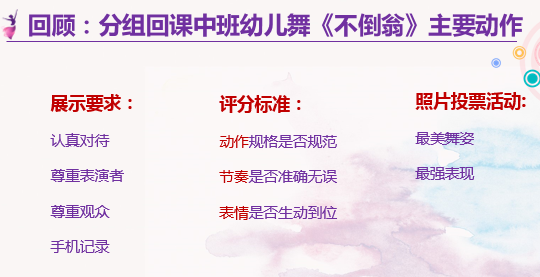 回顾：分组回课中班幼儿舞《不倒翁》主要动作
展示要求：
认真对待
尊重表演者
尊重观众
手机记录
评分标准：
动作规格是否规范
节奏是否准确无误
表情是否生动到位
照片投票活动:
最美舞姿
最强表现